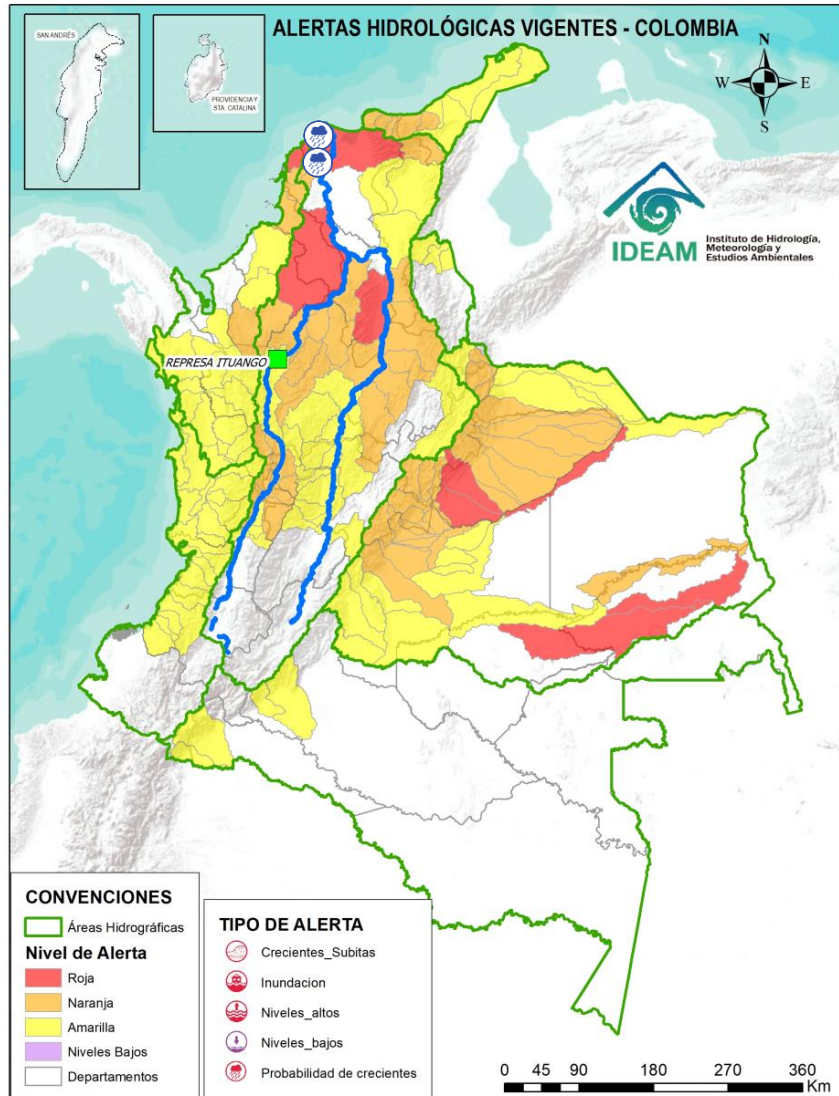 ALERTAS HIDROLÓGICAS VIGENTES - COLOMBIA
SAN ANDRÉS
PROVIDENCIA Y
STA. CATALINA
N
W
E
S
IDEAM
Instituto de Hidrología,
Meteorología y
Estudios Ambientales
REPRESA ITUANGO
CONVENCIONES
Áreas Hidrográficas
Nivel de Alerta
Roja
Naranja
Amarilla
Niveles Bajos
Departamentos
TIPO DE ALERTA
Crecientes_Subitas
Inundacion
Niveles_altos
Niveles_bajos
Probabilidad de crecientes
0 45 90 180 270 360
Km